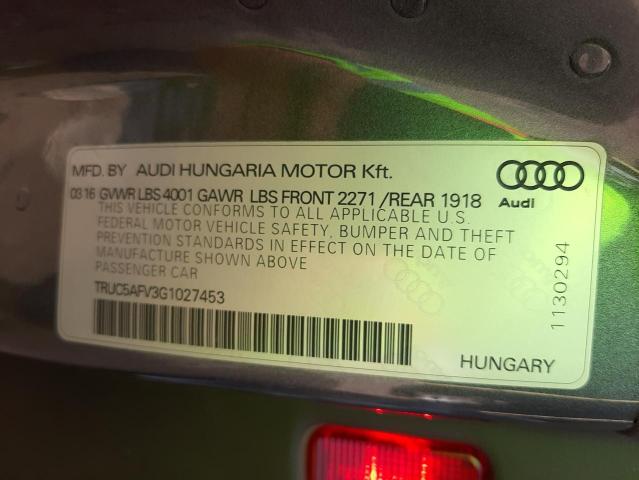 MFD. BY AUDI HUNGARIA MOTOR Kft.
03 16 GVWR LBS 4001 GAWR LBS FRONT 2271 /REAR 1918
THIS VEHICLE CONFORMS TO ALL APPLICABLE U.S.
FEDERAL MOTOR VEHICLE SAFETY, BUMPER AND THEFT
PREVENTION STANDARDS IN EFFECT ON THE DATE OF
MANUFACTURE SHOWN ABOVE
PASSENGER CAR
TRUC5AFV3G1027453
Audi
1130294
HUNGARY